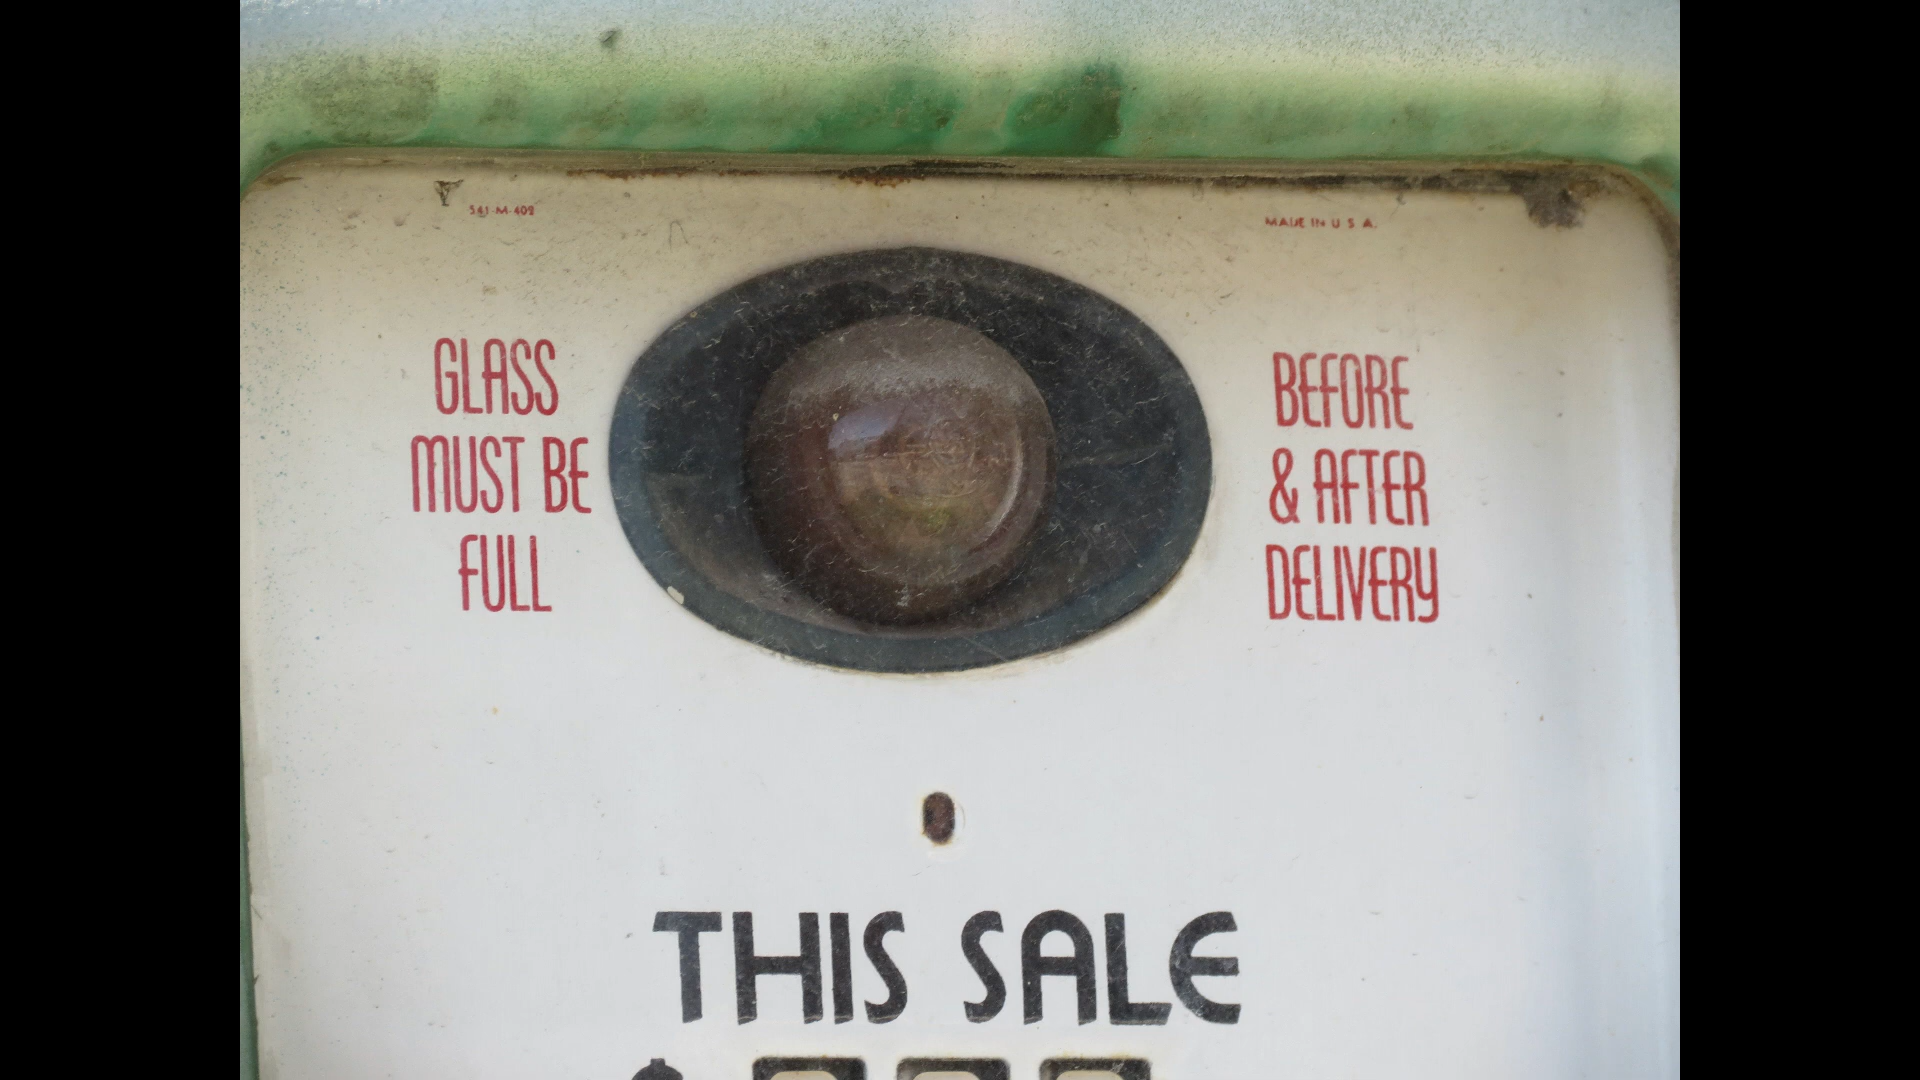 541-M-409
MADE IN U S A.
GLASS
MUST BE
FULL
BEFORE
& AFTER
DELIVERY
THIS SALE
$